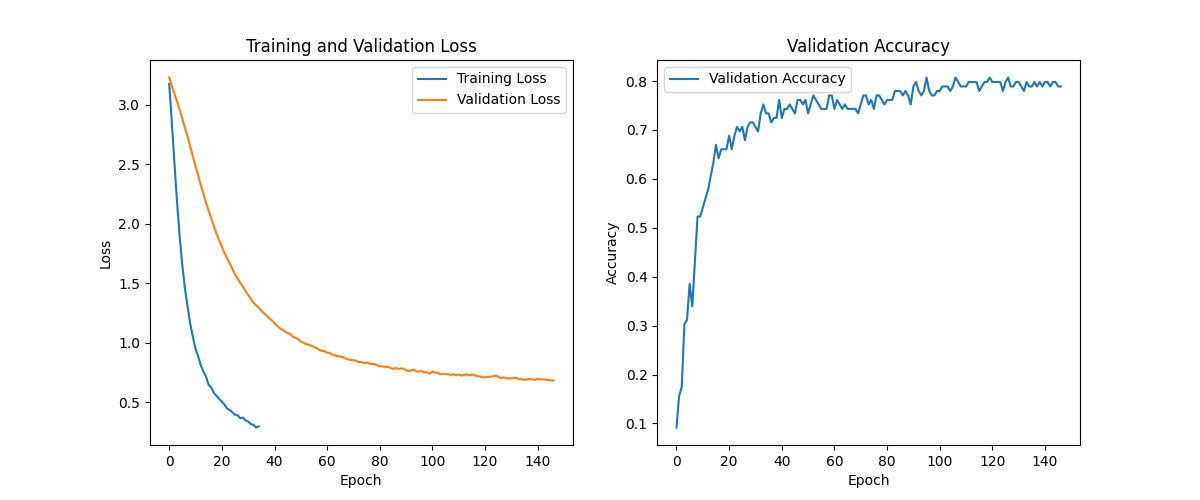 Training and Validation Loss
Training Loss
Validation Loss
3.0
2.5
2.0
1.5
1.0
0.5
Loss
0 20 40 60 80 100 120 140
Epoch
Validation Accuracy
Validation Accuracy
0.8
0.7
0.6
0.5
0.4
0.3
0.2
0.1
Accuracy
0 20 40 60 80 100 120 140
Epoch